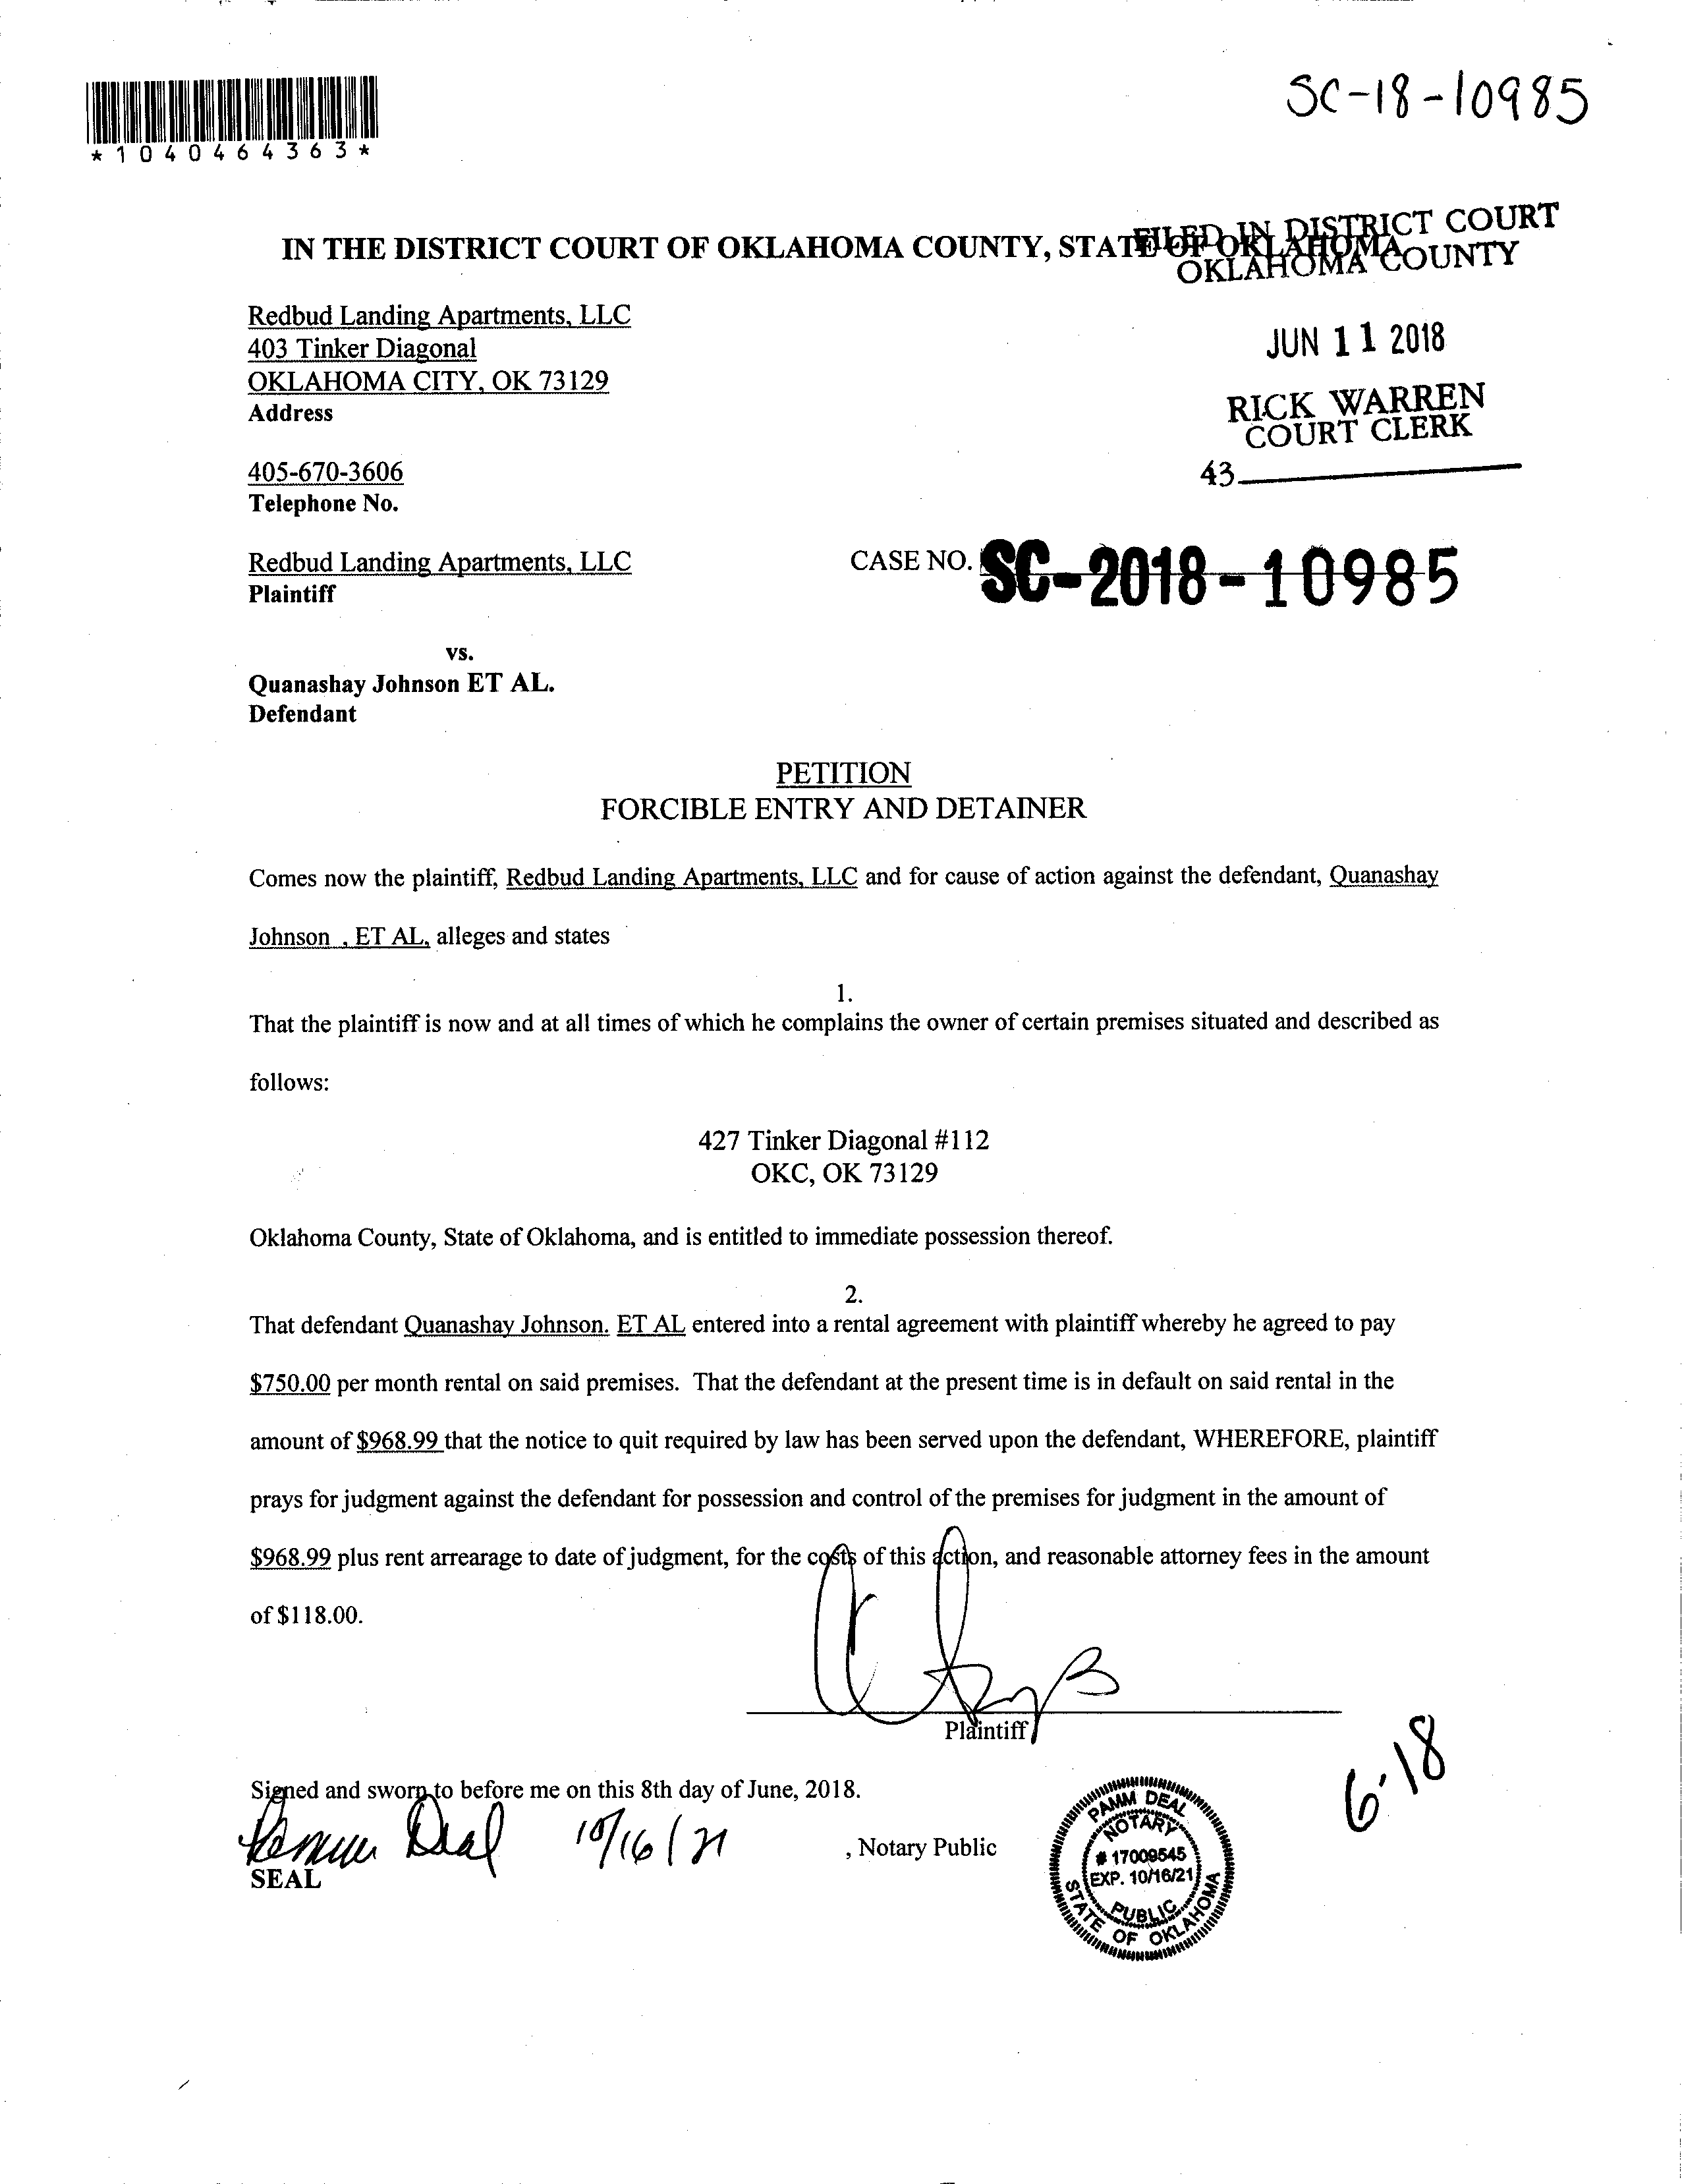 SC-18-10985
*1040464363*
IN THE DISTRICT COURT OF OKLAHOMA COUNTY, STATE OF OKLAHOMA
FILED IN DISTRICT COURT
OKLAHOMA COUNTY
Redbud Landing Apartments, LLC
403 Tinker Diagonal
OKLAHOMA CITY, OK 73129
Address
JUN 11 2018
RICK WARREN
COURT CLERK
43
405-670-3606
Telephone No.
Redbud Landing Apartments, LLC
Plaintiff
CASE NO. SC-2018-10985
vs.
Quanashay Johnson ET AL.
Defendant
PETITION
FORCIBLE ENTRY AND DETAINER
Comes now the plaintiff, Redbud Landing Apartments, LLC and for cause of action against the defendant, Quanashay
Johnson , ET AL, alleges and states
1.
That the plaintiff is now and at all times of which he complains the owner of certain premises situated and described as
follows:
427 Tinker Diagonal #112
OKC, OK 73129
Oklahoma County, State of Oklahoma, and is entitled to immediate possession thereof.
2.
That defendant Quanashay Johnson. ET AL entered into a rental agreement with plaintiff whereby he agreed to pay
$750.00 per month rental on said premises. That the defendant at the present time is in default on said rental in the
amount of $968.99 that the notice to quit required by law has been served upon the defendant, WHEREFORE, plaintiff
prays for judgment against the defendant for possession and control of the premises for judgment in the amount of
$968.99 plus rent arrearage to date of judgment, for the costs of this action, and reasonable attorney fees in the amount
of $118.00.
Plaintiff
6-18
Signed and sworn to before me on this 8th day of June, 2018.
Deal 10/16/21 , Notary Public
SEAL
PAMM DEAL
NOTARY
# 17009545
EXP. 10/16/21
PUBLIC
STATE OF OKLAHOMA